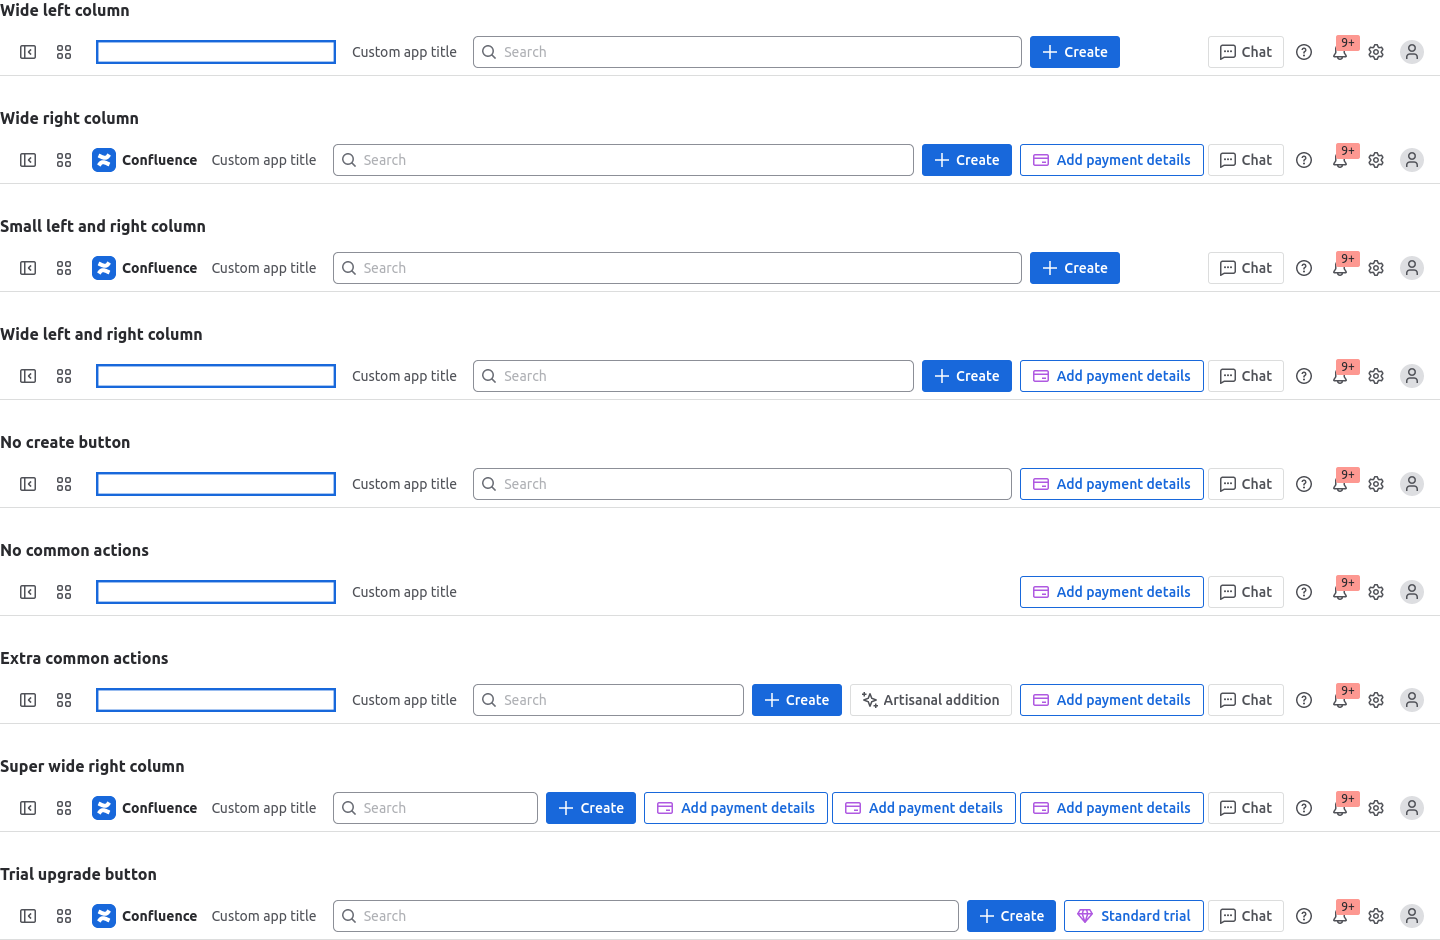 Wide left column
Custom app title Search Create Chat 9+
Wide right column
Confluence Custom app title Search Create Add payment details Chat 9+
Small left and right column
Confluence Custom app title Search Create Chat 9+
Wide left and right column
Custom app title Search Create Add payment details Chat 9+
No create button
Custom app title Search Add payment details Chat 9+
No common actions
Custom app title Add payment details Chat 9+
Extra common actions
Custom app title Search Create Artisanal addition Add payment details Chat 9+
Super wide right column
Confluence Custom app title Search Create Add payment details Add payment details Add payment details Chat 9+
Trial upgrade button
Confluence Custom app title Search Create Standard trial Chat 9+